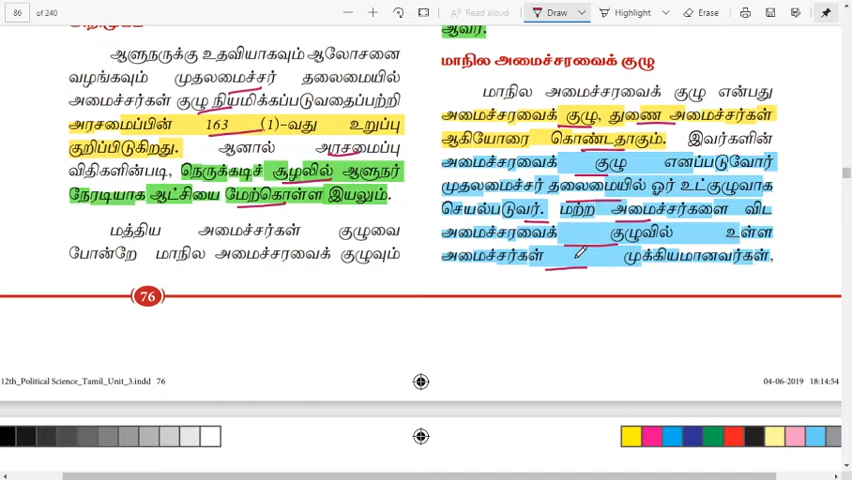 86 of 240
Read aloud
Draw
Highlight
Erase
ஆளுநருக்கு உதவியாகவும் ஆலோசனை
வழங்கவும் முதலமைச்சர் தலைமையில்
அமைச்சர்கள் குழு நியமிக்கப்படுவதைப்பற்றி
அரசமைப்பின் 163 (1)-வது உறுப்பு
குறிப்பிடுகிறது. ஆனால் அரசமைப்பு
விதிகளின்படி, நெருக்கடிச் சூழலில் ஆளுநர்
நேரடியாக ஆட்சியை மேற்கொள்ள இயலும்.
மத்திய அமைச்சர்கள் குழுவை
போன்றே மாநில அமைச்சரவைக் குழுவும்
ஆவர்.
மாநில அமைச்சரவைக் குழு
மாநில அமைச்சரவைக் குழு என்பது
அமைச்சரவைக் குழு, துணை அமைச்சர்கள்
ஆகியோரை கொண்டதாகும். இவர்களின்
அமைச்சரவைக் குழு எனப்படுவோர்
முதலமைச்சர் தலைமையில் ஓர் உட்குழுவாக
செயல்படுவர். மற்ற அமைச்சர்களை விட
அமைச்சரவைக் குழுவில் உள்ள
அமைச்சர்கள் முக்கியமானவர்கள்.
76
12th_Political Science_Tamil_Unit_3.indd 76
04-06-2019 18:14:54